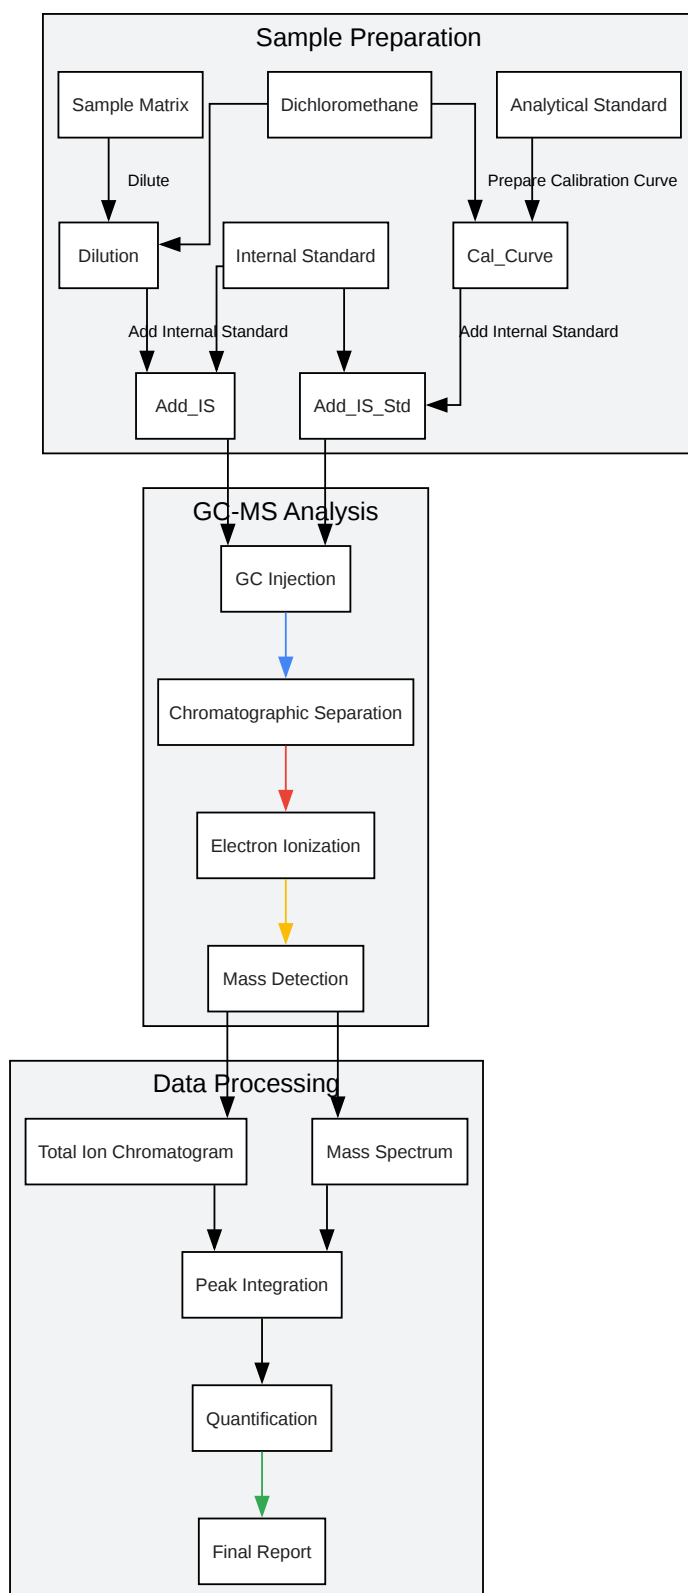 Sample Preparation
Sample Matrix
Dichloromethane
Analytical Standard
Dilute
Prepare Calibration Curve
Dilution
Internal Standard
Cal_Curve
Add Internal Standard
Add Internal Standard
Add_IS
Add_IS_Std
GC-MS Analysis
GC Injection
Chromatographic Separation
Electron Ionization
Mass Detection
Data Processing
Total Ion Chromatogram
Mass Spectrum
Peak Integration
Quantification
Final Report